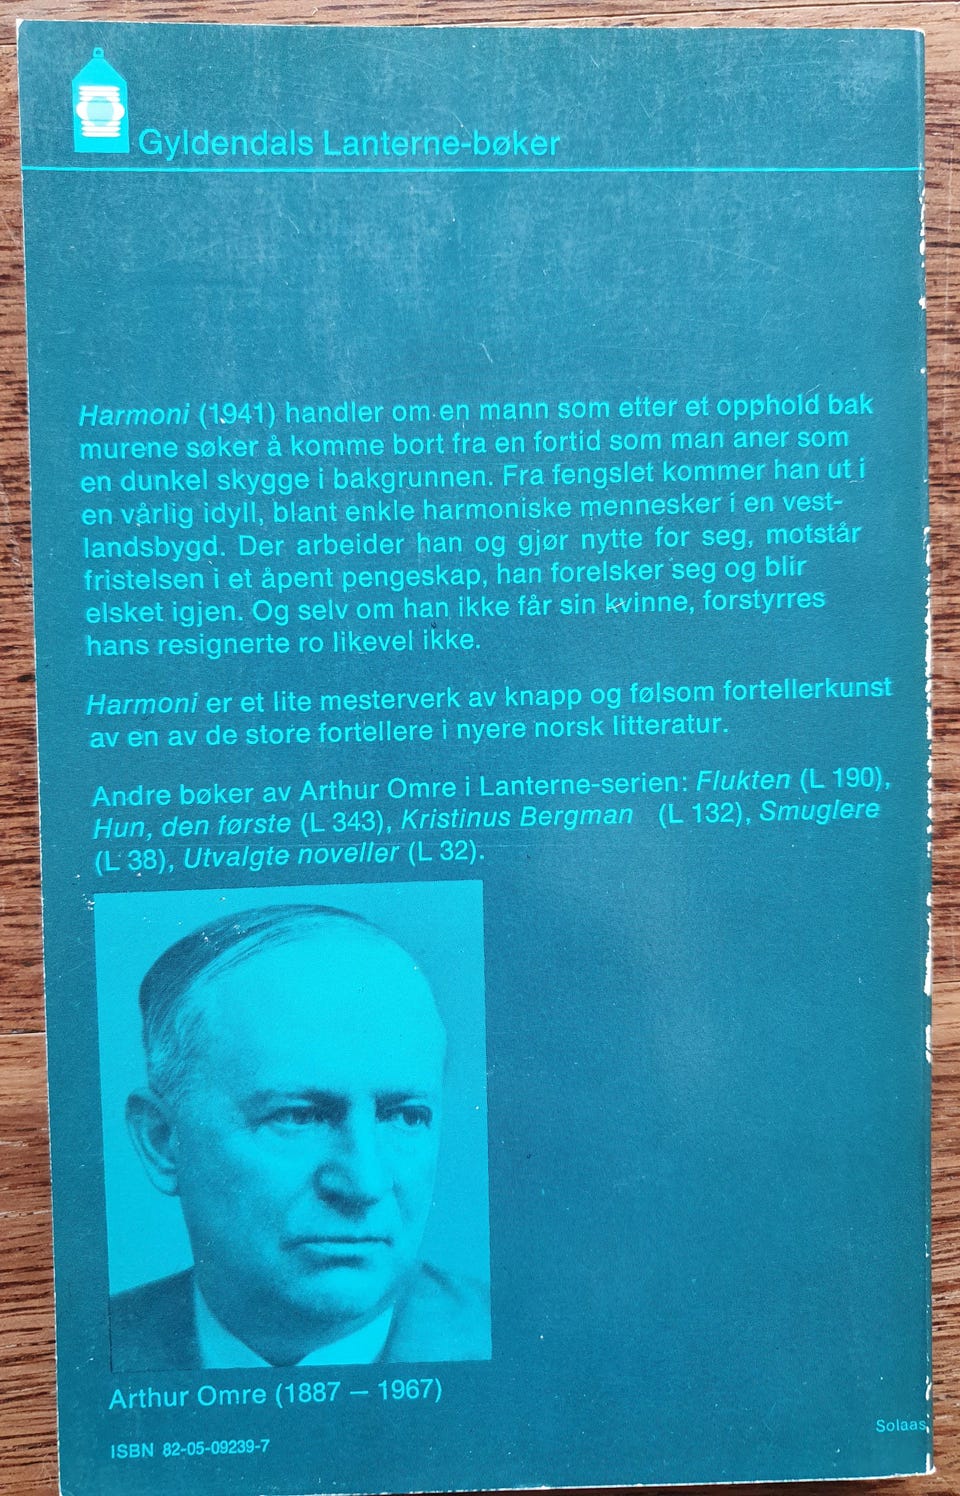 Gyldendals Lanterne-bøker
Harmoni (1941) handler om en mann som etter et opphold bak
murene søker å komme bort fra en fortid som man aner som
en dunkel skygge i bakgrunnen. Fra fengslet kommer han ut i
en vårlig idyll, blant enkle harmoniske mennesker i en vest-
landsbygd. Der arbeider han og gjør nytte for seg, motstår
fristelsen i et åpent pengeskap, han forelsker seg og blir
elsket igjen. Og selv om han ikke får sin kvinne, forstyrres
hans resignerte ro likevel ikke.
Harmoni er et lite mesterverk av knapp og følsom fortellerkunst
av en av de store fortellere i nyere norsk litteratur.
Andre bøker av Arthur Omre i Lanterne-serien: Flukten (L 190),
Hun, den første (L 343), Kristinus Bergman (L 132), Smuglere
(L 38), Utvalgte noveller (L 32).
Arthur Omre (1887 – 1967)
ISBN 82-05-09239-7
Solaas